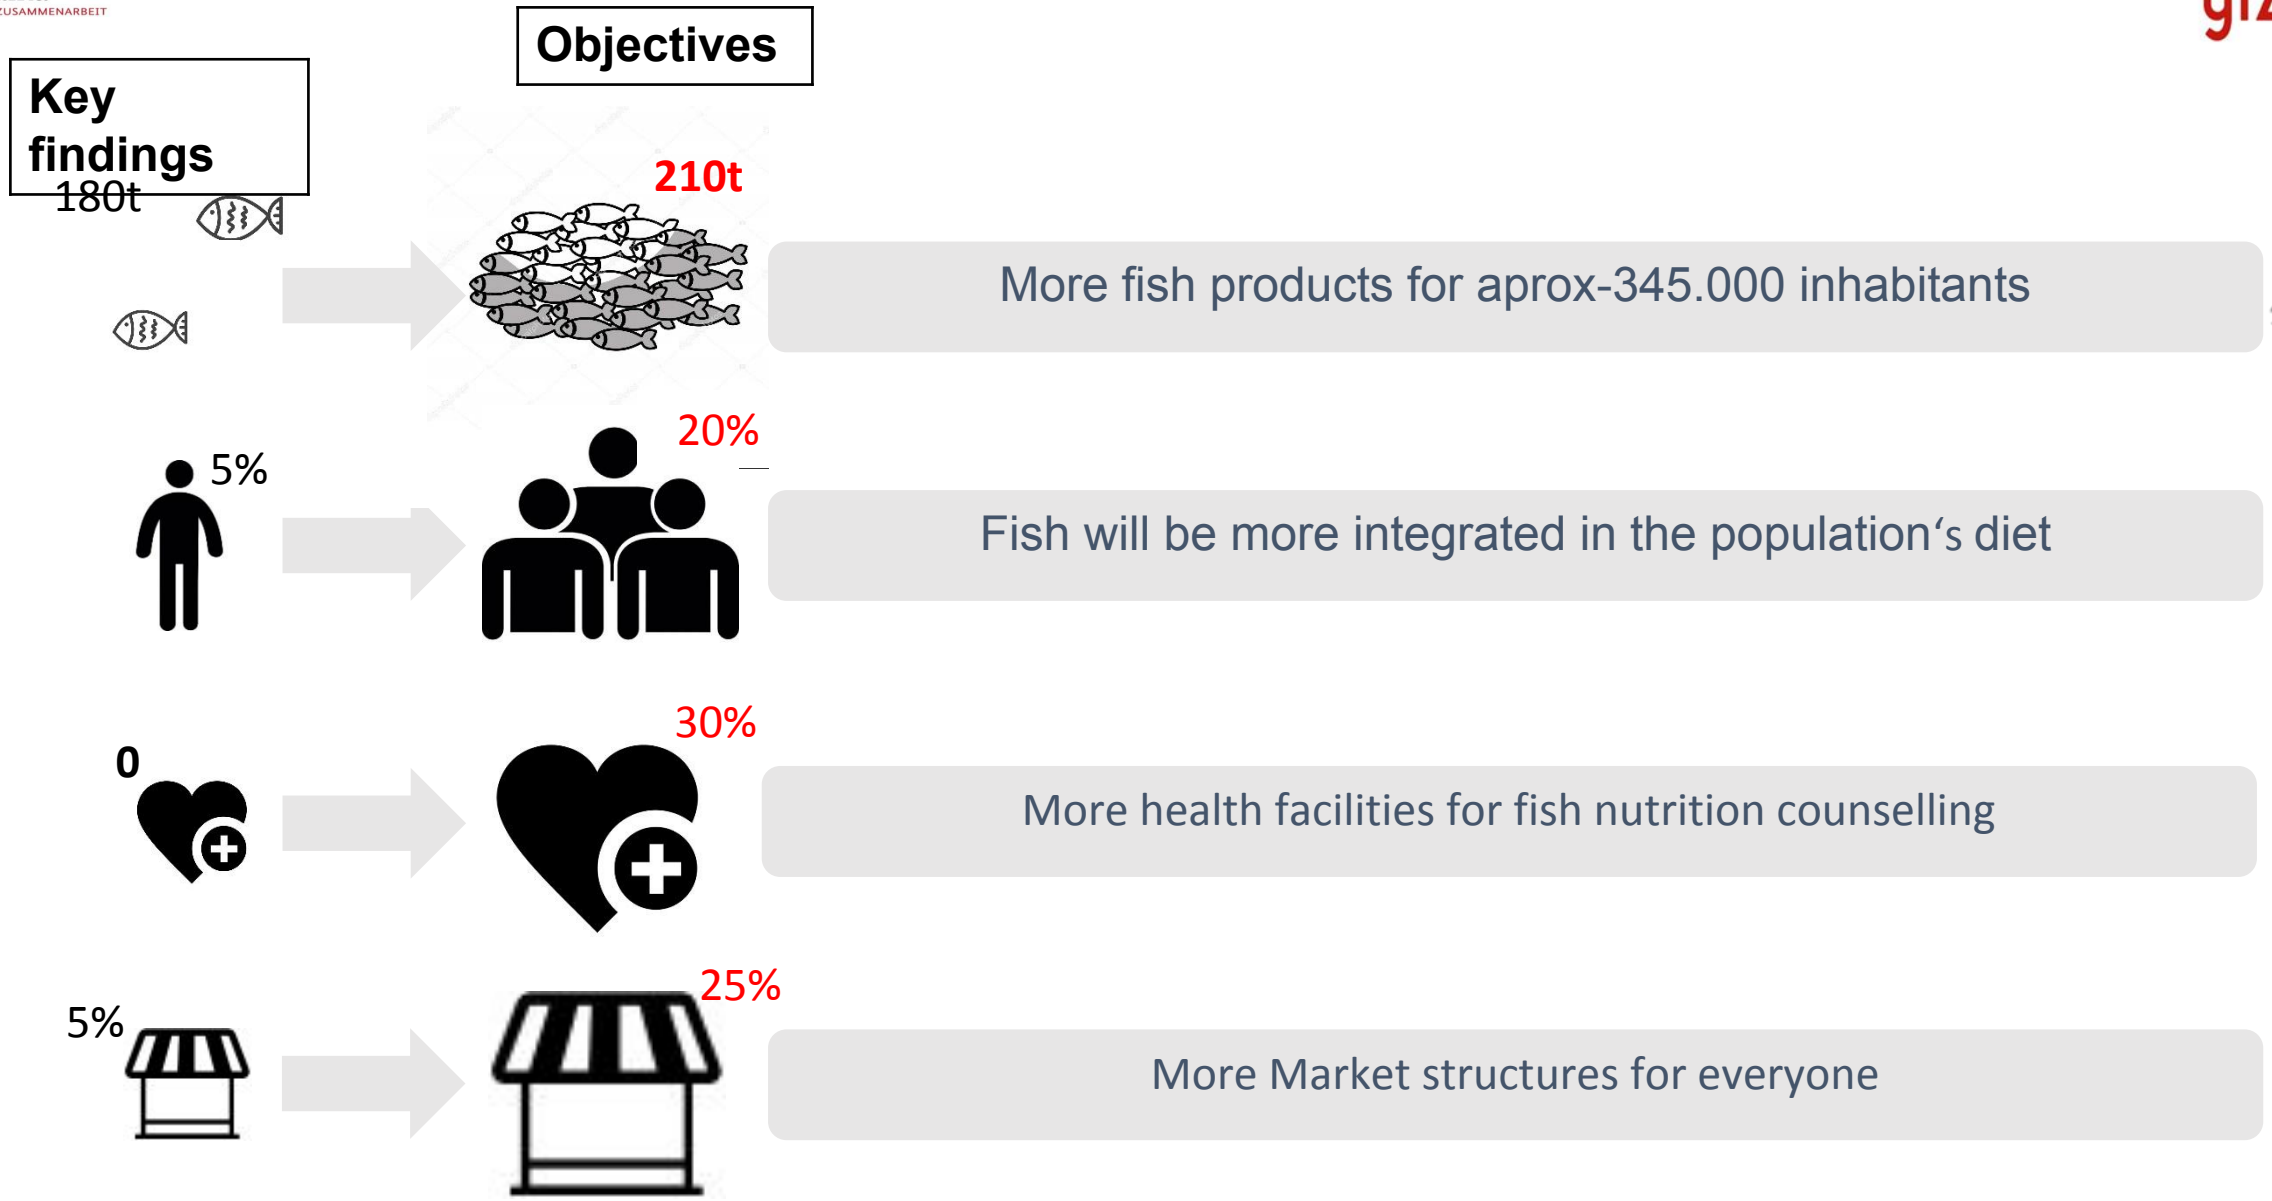 ZUSAMMENARBEIT
giz
Objectives
Key
findings
180t
210t
More fish products for aprox-345.000 inhabitants
5%
20%
Fish will be more integrated in the population‘s diet
0
30%
More health facilities for fish nutrition counselling
5%
25%
More Market structures for everyone